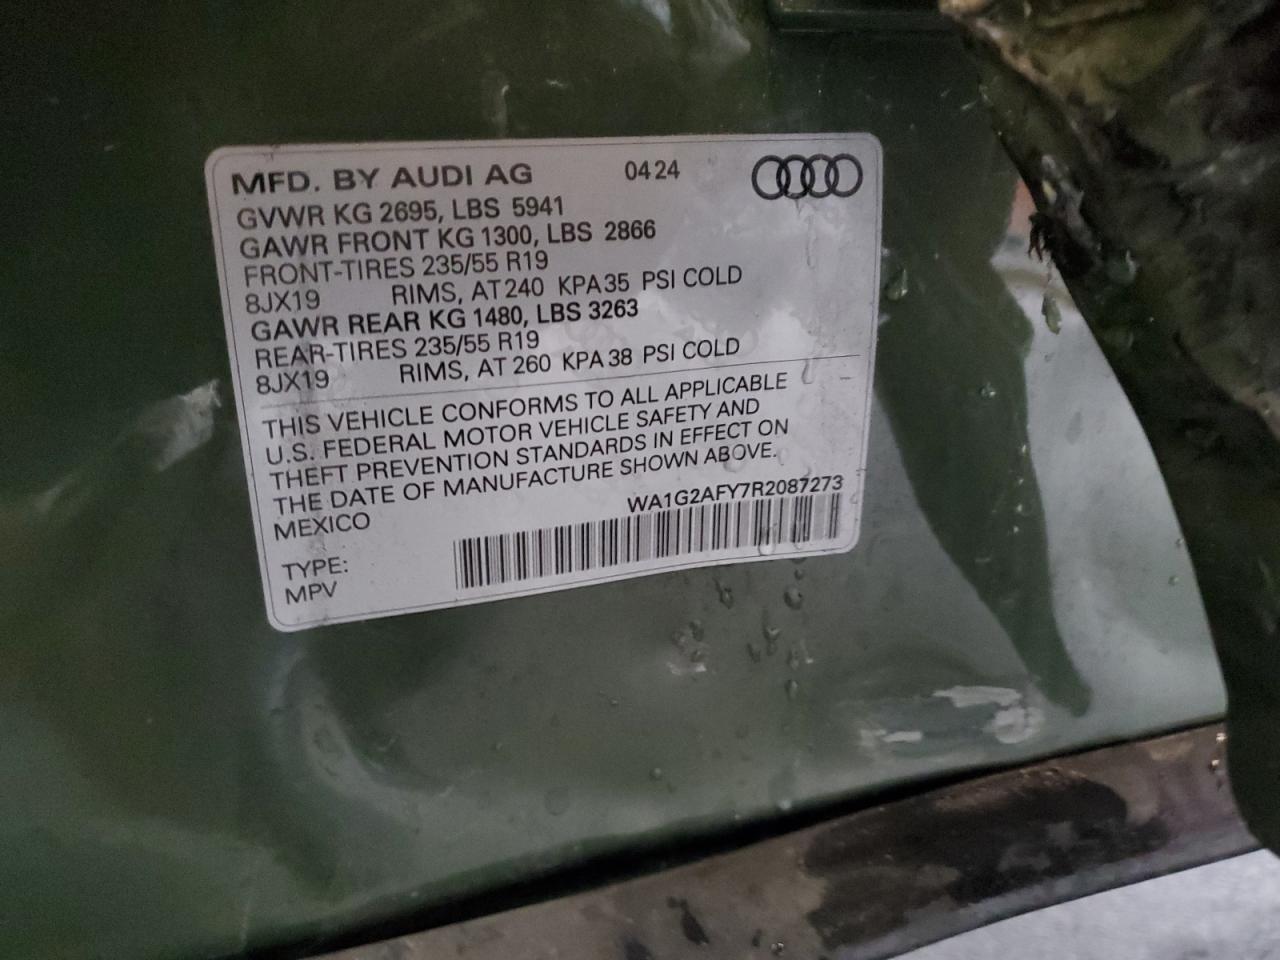 MFD. BY AUDI AG 04 24
GVWR KG 2695, LBS 5941
GAWR FRONT KG 1300, LBS 2866
FRONT-TIRES 235/55 R19
8JX19 RIMS, AT 240 KPA 35 PSI COLD
GAWR REAR KG 1480, LBS 3263
REAR-TIRES 235/55 R19
8JX19 RIMS, AT 260 KPA 38 PSI COLD
THIS VEHICLE CONFORMS TO ALL APPLICABLE
U.S. FEDERAL MOTOR VEHICLE SAFETY AND
THEFT PREVENTION STANDARDS IN EFFECT ON
THE DATE OF MANUFACTURE SHOWN ABOVE.
MEXICO WA1G2AFY7R2087273
TYPE:
MPV